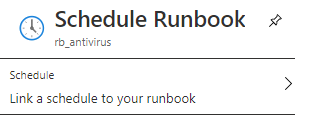 Schedule Runbook
rb_antivirus
Schedule
Link a schedule to your runbook